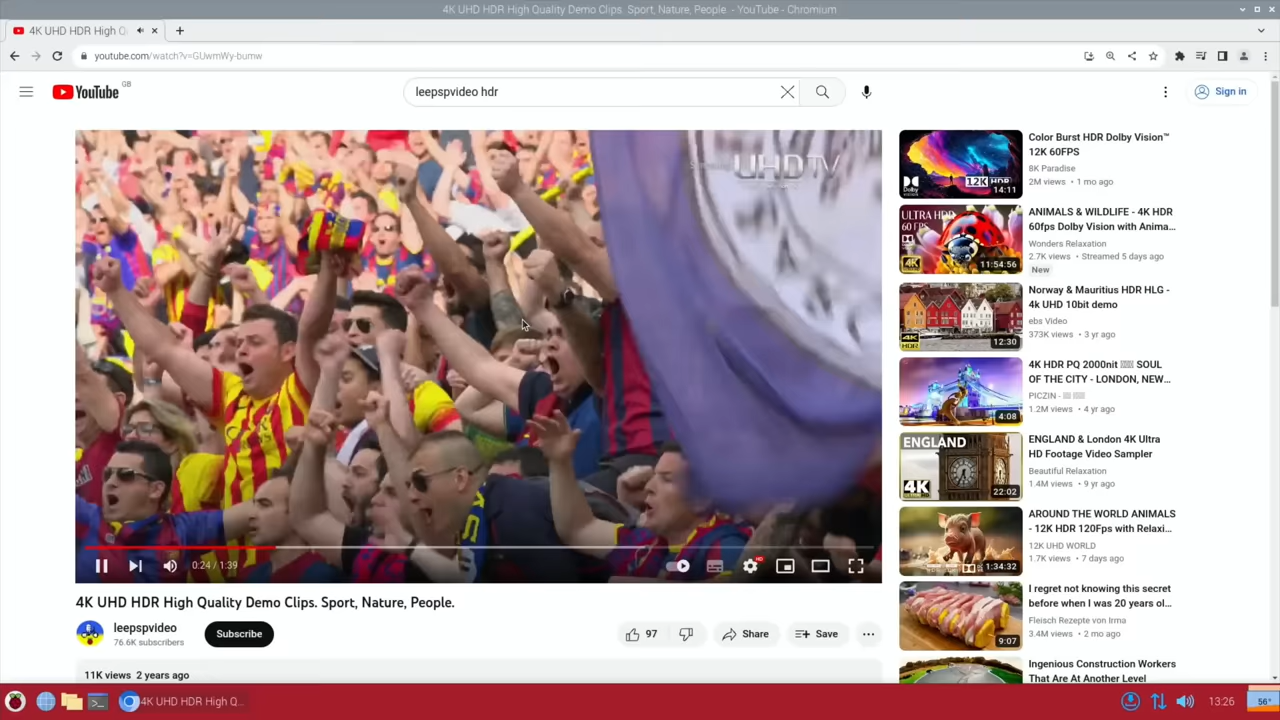 4K UHD HDR High Quality Demo Clips. Sport, Nature, People. - YouTube - Chromium
4K UHD HDR High Q
youtube.com/watch?v=GUwmWy-bumw
YouTube GB
leepspvideo hdr
Sign in
UHDTV
0:24 / 1:39
HD
4K UHD HDR High Quality Demo Clips. Sport, Nature, People.
leepspvideo
76.6K subscribers
Subscribe
97
Share
Save
11K views 2 years ago
Dolby
12K HDR
14:11
Color Burst HDR Dolby Vision™
12K 60FPS
8K Paradise
2M views • 1 mo ago
ULTRA HD
60 FPS
4K
11:54:56
ANIMALS & WILDLIFE - 4K HDR
60fps Dolby Vision with Anima...
Wonders Relaxation
2.7K views • Streamed 5 days ago
New
4K
HDR
12:30
Norway & Mauritius HDR HLG -
4k UHD 10bit demo
ebs Video
373K views • 3 yr ago
4:08
4K HDR PQ 2000nit SOUL
OF THE CITY - LONDON, NEW...
PICZIN -
1.2M views • 4 yr ago
ENGLAND
4K
22:02
ENGLAND & London 4K Ultra
HD Footage Video Sampler
Beautiful Relaxation
1.4M views • 9 yr ago
1:34:32
AROUND THE WORLD ANIMALS
- 12K HDR 120Fps with Relaxi...
12K UHD WORLD
1.7K views • 7 days ago
9:07
I regret not knowing this secret
before when I was 20 years ol...
Fleisch Rezepte von Irma
3.4M views • 2 mo ago
Ingenious Construction Workers
That Are At Another Level
4K UHD HDR High Q...
13:26
56°